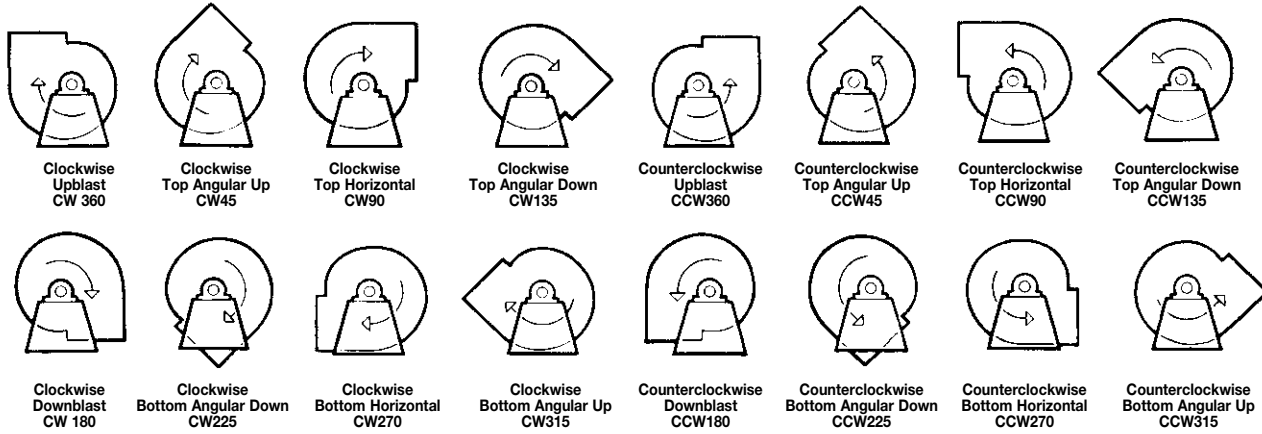 Clockwise
Upblast
CW 360
Clockwise
Top Angular Up
CW45
Clockwise
Top Horizontal
CW90
Clockwise
Top Angular Down
CW135
Counterclockwise
Upblast
CCW360
Counterclockwise
Top Angular Up
CCW45
Counterclockwise
Top Horizontal
CCW90
Counterclockwise
Top Angular Down
CCW135
Clockwise
Downblast
CW 180
Clockwise
Bottom Angular Down
CW225
Clockwise
Bottom Horizontal
CW270
Clockwise
Bottom Angular Up
CW315
Counterclockwise
Downblast
CCW180
Counterclockwise
Bottom Angular Down
CCW225
Counterclockwise
Bottom Horizontal
CCW270
Counterclockwise
Bottom Angular Up
CCW315